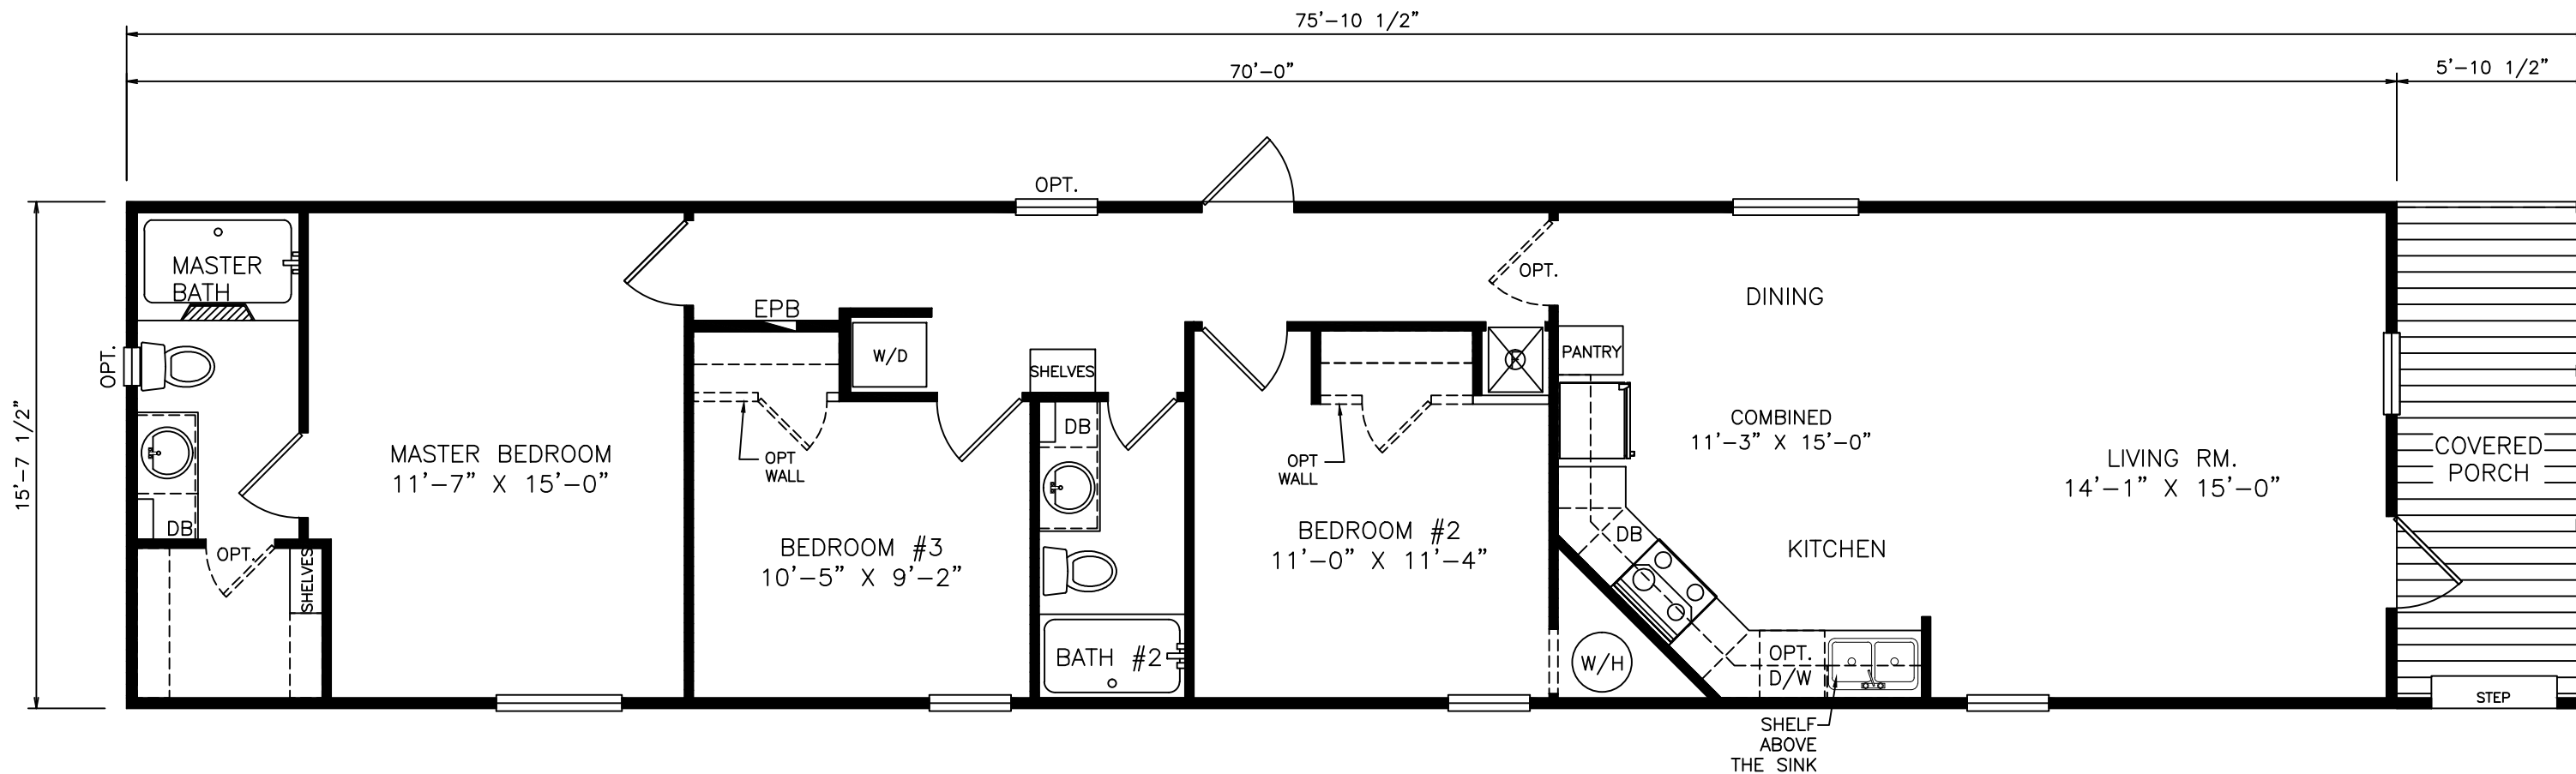 75'-10 1/2"
70'-0"
5'-10 1/2"
15'-7 1/2"
OPT.
MASTER
BATH
OPT.
DB
OPT.
SHELVES
MASTER BEDROOM
11'-7" X 15'-0"
EPB
W/D
SHELVES
OPT
WALL
BEDROOM #3
10'-5" X 9'-2"
DB
BATH #2
OPT.
OPT
WALL
BEDROOM #2
11'-0" X 11'-4"
PANTRY
DINING
COMBINED
11'-3" X 15'-0"
DB
KITCHEN
W/H
OPT.
D/W
SHELF
ABOVE
THE SINK
LIVING RM.
14'-1" X 15'-0"
COVERED
PORCH
STEP